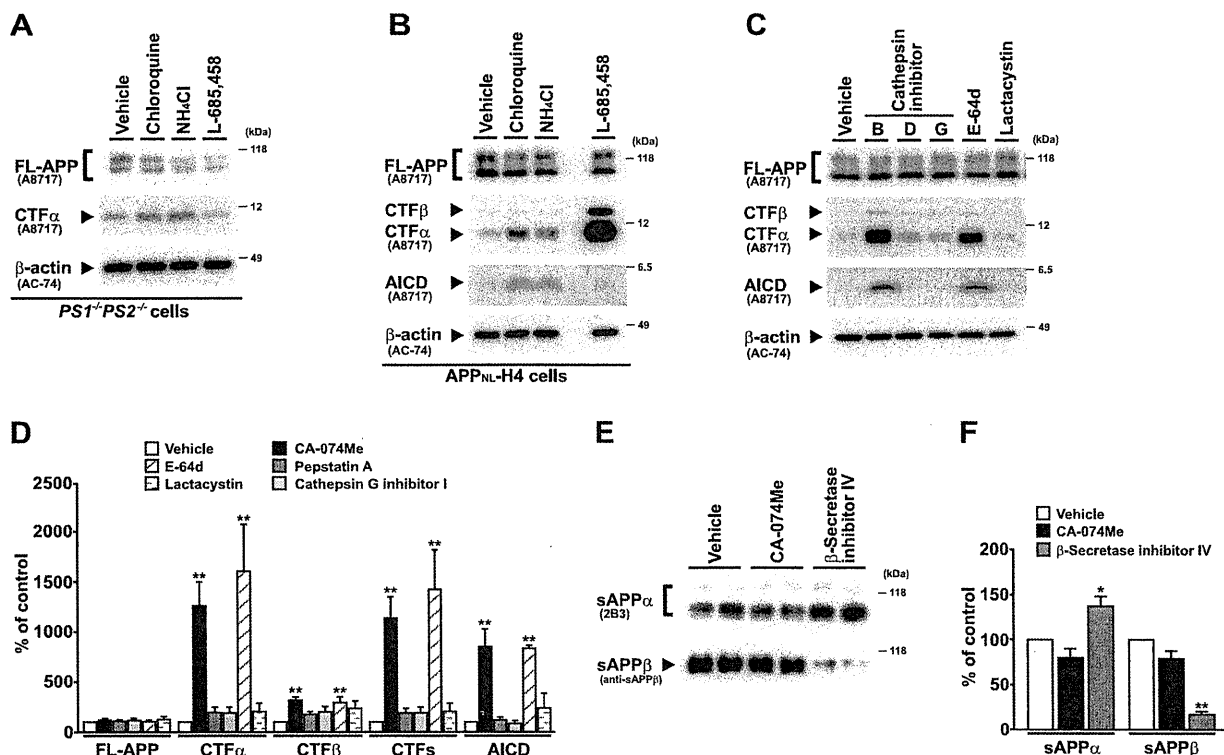 A
Vehicle
Chloroquine
NH4Cl
L-685,458
(kDa)
FL-APP
(A8717)
118
CTFα
(A8717)
12
β-actin
(AC-74)
49
PS1-/-PS2-/- cells
B
Vehicle
Chloroquine
NH4Cl
L-685,458
(kDa)
FL-APP
(A8717)
118
CTFβ
CTFα
(A8717)
12
AICD
(A8717)
6.5
β-actin
(AC-74)
49
APPNL-H4 cells
C
Vehicle
Cathepsin inhibitor
B D G
E-64d
Lactacystin
(kDa)
FL-APP
(A8717)
118
CTFβ
CTFα
(A8717)
12
AICD
(A8717)
6.5
β-actin
(AC-74)
49
D
Vehicle
E-64d
Lactacystin
CA-074Me
Pepstatin A
Cathepsin G inhibitor I
% of control
2500
2000
1500
1000
500
0
** ** ** ** ** ** ** **
FL-APP CTFα CTFβ CTFs AICD
E
Vehicle
CA-074Me
β-Secretase inhibitor IV
(kDa)
sAPPα
(2B3)
118
sAPPβ
(anti-sAPPβ)
118
F
Vehicle
CA-074Me
β-Secretase inhibitor IV
% of control
200
150
100
50
0
*
**
sAPPα sAPPβ